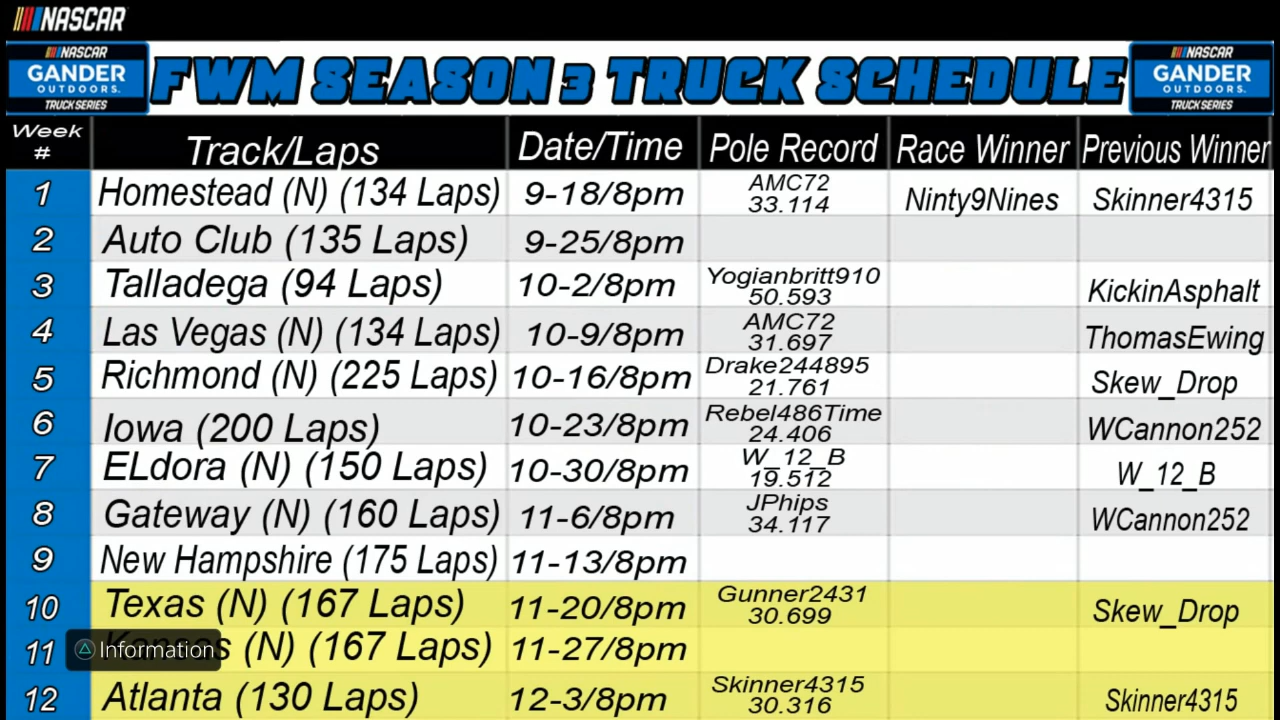 NASCAR
NASCAR
GANDER
OUTDOORS.
TRUCK SERIES
FWM SEASON 3 TRUCK SCHEDULE
NASCAR
GANDER
OUTDOORS.
TRUCK SERIES
Week # Track/Laps Date/Time Pole Record Race Winner Previous Winner
1 Homestead (N) (134 Laps) 9-18/8pm AMC72 33.114 Ninty9Nines Skinner4315
2 Auto Club (135 Laps) 9-25/8pm
3 Talladega (94 Laps) 10-2/8pm Yogianbritt910 50.593 KickinAsphalt
4 Las Vegas (N) (134 Laps) 10-9/8pm AMC72 31.697 ThomasEwing
5 Richmond (N) (225 Laps) 10-16/8pm Drake244895 21.761 Skew_Drop
6 Iowa (200 Laps) 10-23/8pm Rebel486Time 24.406 WCannon252
7 ELdora (N) (150 Laps) 10-30/8pm W_12_B 19.512 W_12_B
8 Gateway (N) (160 Laps) 11-6/8pm JPhips 34.117 WCannon252
9 New Hampshire (175 Laps) 11-13/8pm
10 Texas (N) (167 Laps) 11-20/8pm Gunner2431 30.699 Skew_Drop
11 Kansas (N) (167 Laps) 11-27/8pm
Information
12 Atlanta (130 Laps) 12-3/8pm Skinner4315 30.316 Skinner4315